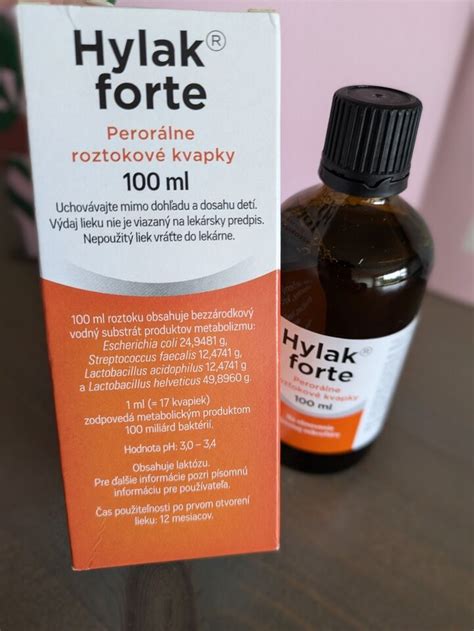 Hylak®
forte
Perorálne
roztokové kvapky
100 ml
Uchovávajte mimo dohľadu a dosahu detí.
Výdaj lieku nie je viazaný na lekársky predpis.
Nepoužitý liek vráťte do lekárne.
100 ml roztoku obsahuje bezzárodkový
vodný substrát produktov metabolizmu:
Escherichia coli 24,9481 g,
Streptococcus faecalis 12,4741 g,
Lactobacillus acidophilus 12,4741 g
a Lactobacillus helveticus 49,8960 g.
1 ml (= 17 kvapiek)
zodpovedá metabolickým produktom
100 miliárd baktérií.
Hodnota pH: 3,0 – 3,4
Obsahuje laktózu.
Pre ďalšie informácie pozri písomnú
informáciu pre používateľa.
Čas použiteľnosti po prvom otvorení
lieku: 12 mesiacov.
Hylak®
forte
Perorálne
roztokové kvapky
100 ml